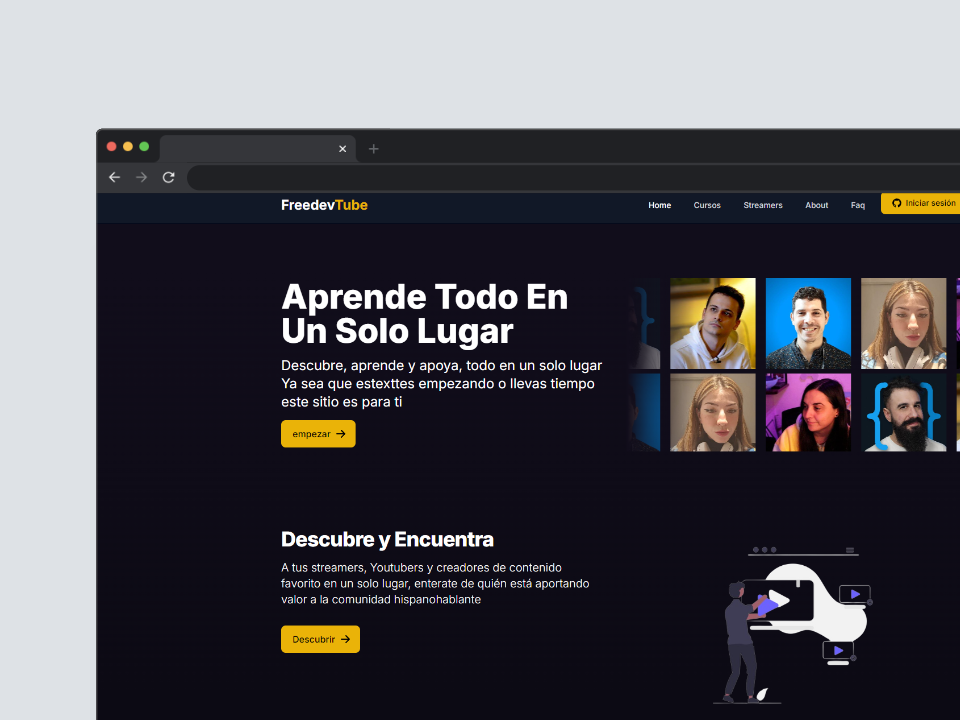 FreedevTube
Home Cursos Streamers About Faq Iniciar sesión
Aprende Todo En
Un Solo Lugar
Descubre, aprende y apoya, todo en un solo lugar
Ya sea que estexttes empezando o llevas tiempo
este sitio es para ti
empezar
Descubre y Encuentra
A tus streamers, Youtubers y creadores de contenido
favorito en un solo lugar, enterate de quién está aportando
valor a la comunidad hispanohablante
Descubrir